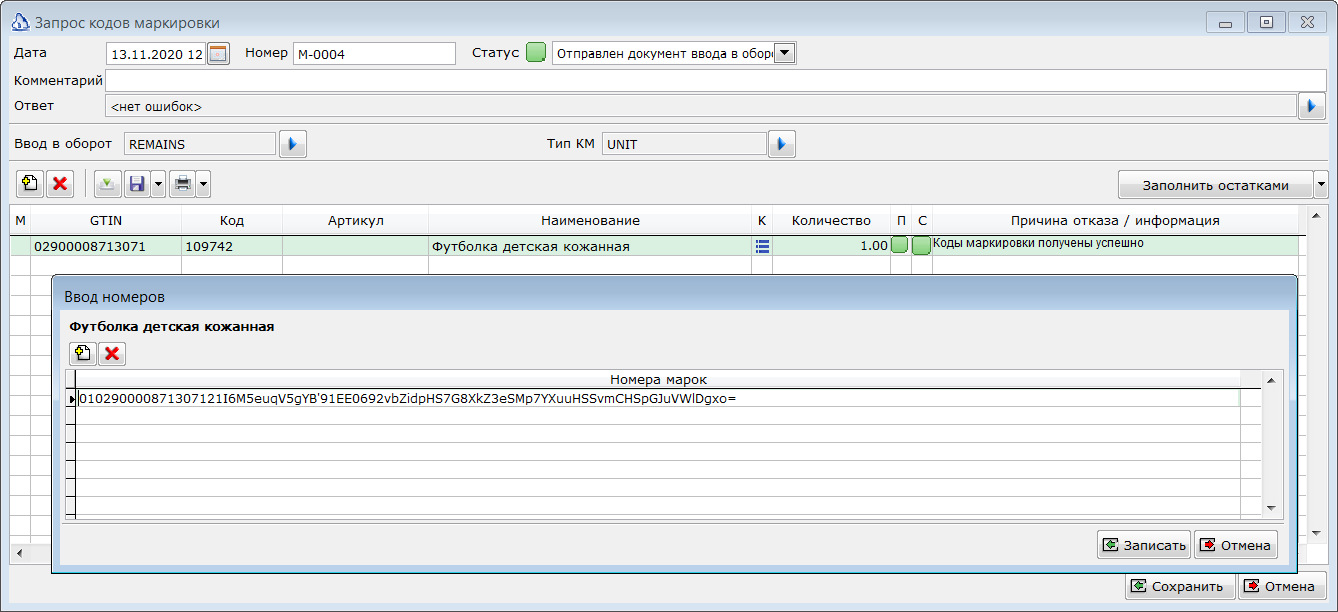 Запрос кодов маркировки
Дата 13.11.2020 12 Номер М-0004 Статус Отправлен документ ввода в обор
Комментарий
Ответ <нет ошибок>
Ввод в оборот REMAINS Тип КМ UNIT
Заполнить остатками
М GTIN Код Артикул Наименование К Количество П С Причина отказа / информация
02900008713071 109742 Футболка детская кожанная 1.00 Коды маркировки получены успешно
Ввод номеров
Футболка детская кожанная
Номера марок
010290000871307121I6M5euqV5gYB'91EE0692vbZidpHS7G8XkZ3eSMp7YXuuHSSvmCHSpGJuVWlDgxo=
Записать Отмена
Сохранить Отмена